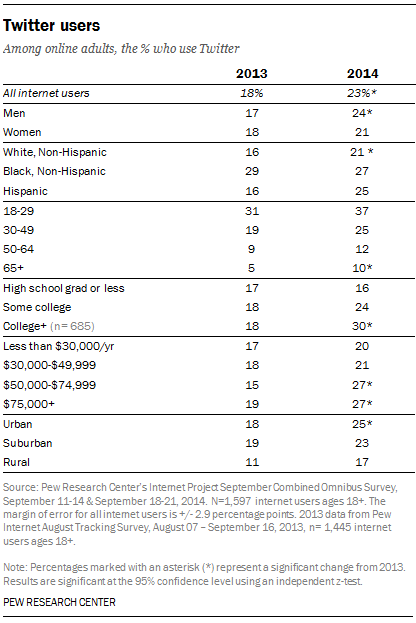 Twitter users
Among online adults, the % who use Twitter
2013 2014
All internet users 18% 23%*
Men 17 24*
Women 18 21
White, Non-Hispanic 16 21 *
Black, Non-Hispanic 29 27
Hispanic 16 25
18-29 31 37
30-49 19 25
50-64 9 12
65+ 5 10*
High school grad or less 17 16
Some college 18 24
College+ (n= 685) 18 30*
Less than $30,000/yr 17 20
$30,000-$49,999 18 21
$50,000-$74,999 15 27*
$75,000+ 19 27*
Urban 18 25*
Suburban 19 23
Rural 11 17
Source: Pew Research Center's Internet Project September Combined Omnibus Survey,
September 11-14 & September 18-21, 2014. N=1,597 internet users ages 18+. The
margin of error for all internet users is +/- 2.9 percentage points. 2013 data from Pew
Internet August Tracking Survey, August 07 – September 16, 2013, n= 1,445 internet
users ages 18+.
Note: Percentages marked with an asterisk (*) represent a significant change from 2013.
Results are significant at the 95% confidence level using an independent z-test.
PEW RESEARCH CENTER